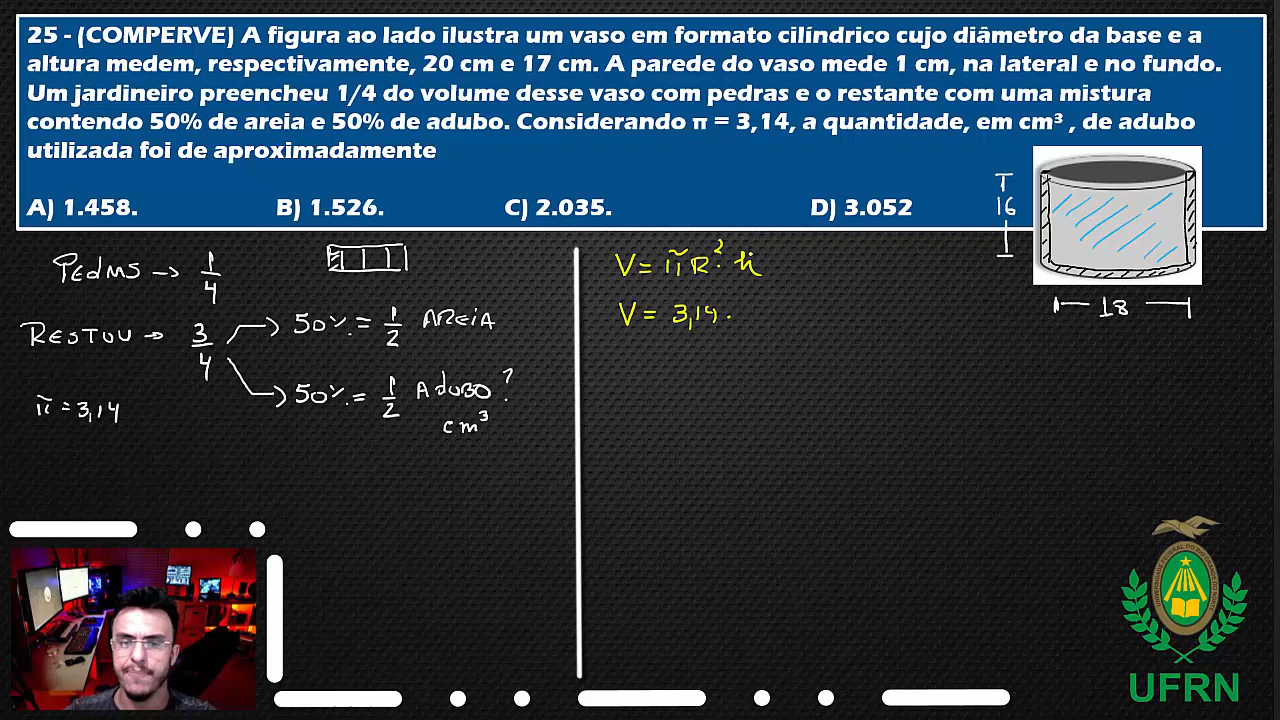 25 - (COMPERVE) A figura ao lado ilustra um vaso em formato cilíndrico cujo diâmetro da base e a
altura medem, respectivamente, 20 cm e 17 cm. A parede do vaso mede 1 cm, na lateral e no fundo.
Um jardineiro preencheu 1/4 do volume desse vaso com pedras e o restante com uma mistura
contendo 50% de areia e 50% de adubo. Considerando π = 3,14, a quantidade, em cm³ , de adubo
utilizada foi de aproximadamente
A) 1.458. B) 1.526. C) 2.035. D) 3.052
16
18
PEDRAS → 1/4
RESTOU → 3/4
50% = 1/2 AREIA
50% = 1/2 ADUBO ?
cm³
π = 3,14
V = π R² . h
V = 3,14 .
UFRN